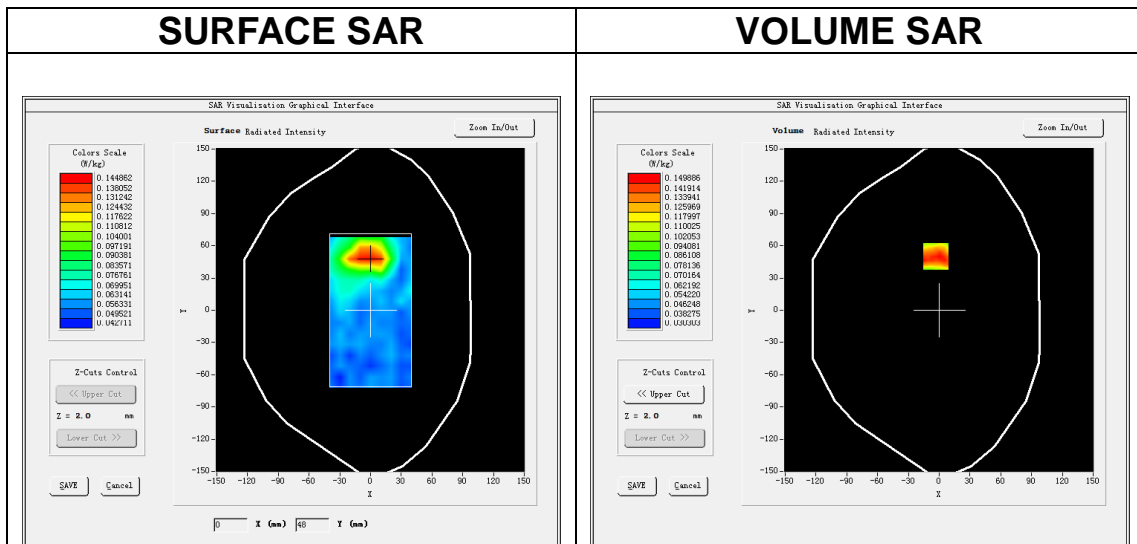 SURFACE SAR
VOLUME SAR
SAR Visualisation Graphical Interface
Surface Radiated Intensity
Zoom In/Out
Colors Scale
(W/kg)
0.144862
0.138052
0.131242
0.124432
0.117622
0.110812
0.104001
0.097191
0.090381
0.083571
0.076761
0.069951
0.063141
0.056331
0.049521
0.042711
Z-Cuts Control
<< Upper Cut
Z = 2.0 mm
Lower Cut >>
SAVE Cancel
150
120
90
60
30
0
-30
-60
-90
-120
-150
Y
-150 -120 -90 -60 -30 0 30 60 90 120 150
X
0 X (mm) 48 Y (mm)
SAR Visualisation Graphical Interface
Volume Radiated Intensity
Zoom In/Out
Colors Scale
(W/kg)
0.149886
0.141914
0.133941
0.125969
0.117997
0.110025
0.102053
0.094081
0.086108
0.078136
0.070164
0.062192
0.054220
0.046248
0.038275
0.030303
Z-Cuts Control
<< Upper Cut
Z = 2.0 mm
Lower Cut >>
SAVE Cancel
150
120
90
60
30
0
-30
-60
-90
-120
-150
Y
-150 -120 -90 -60 -30 0 30 60 90 120 150
X